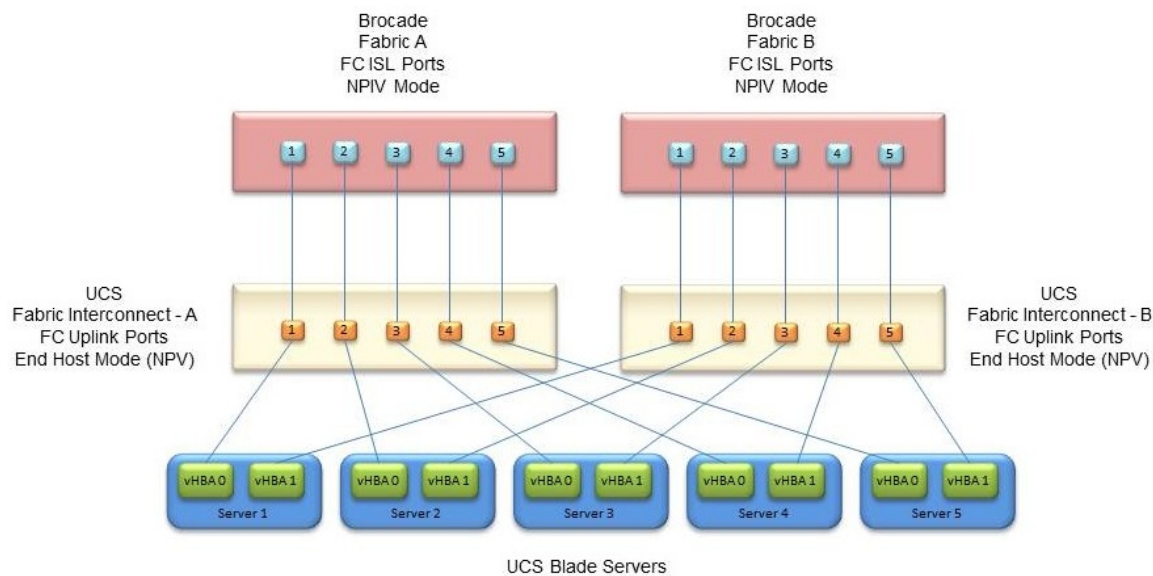 Brocade
Fabric A
FC ISL Ports
NPIV Mode
Brocade
Fabric B
FC ISL Ports
NPIV Mode
1 2 3 4 5
1 2 3 4 5
UCS
Fabric Interconnect - A
FC Uplink Ports
End Host Mode (NPV)
1 2 3 4 5
1 2 3 4 5
UCS
Fabric Interconnect - B
FC Uplink Ports
End Host Mode (NPV)
vHBA 0 vHBA 1
Server 1
vHBA 0 vHBA 1
Server 2
vHBA 0 vHBA 1
Server 3
vHBA 0 vHBA 1
Server 4
vHBA 0 vHBA 1
Server 5
UCS Blade Servers